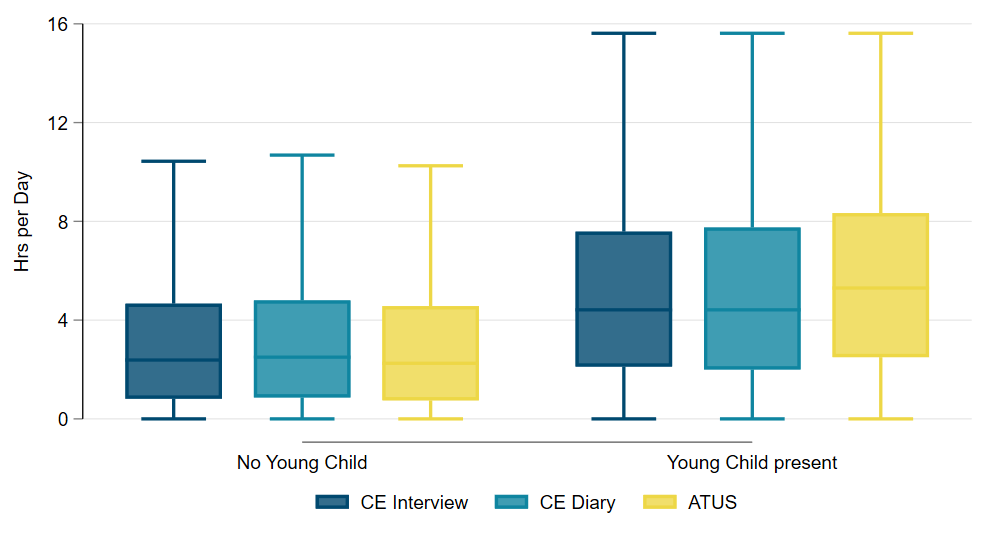 16
12
8
4
0
Hrs per Day
No Young Child
Young Child present
CE Interview
CE Diary
ATUS